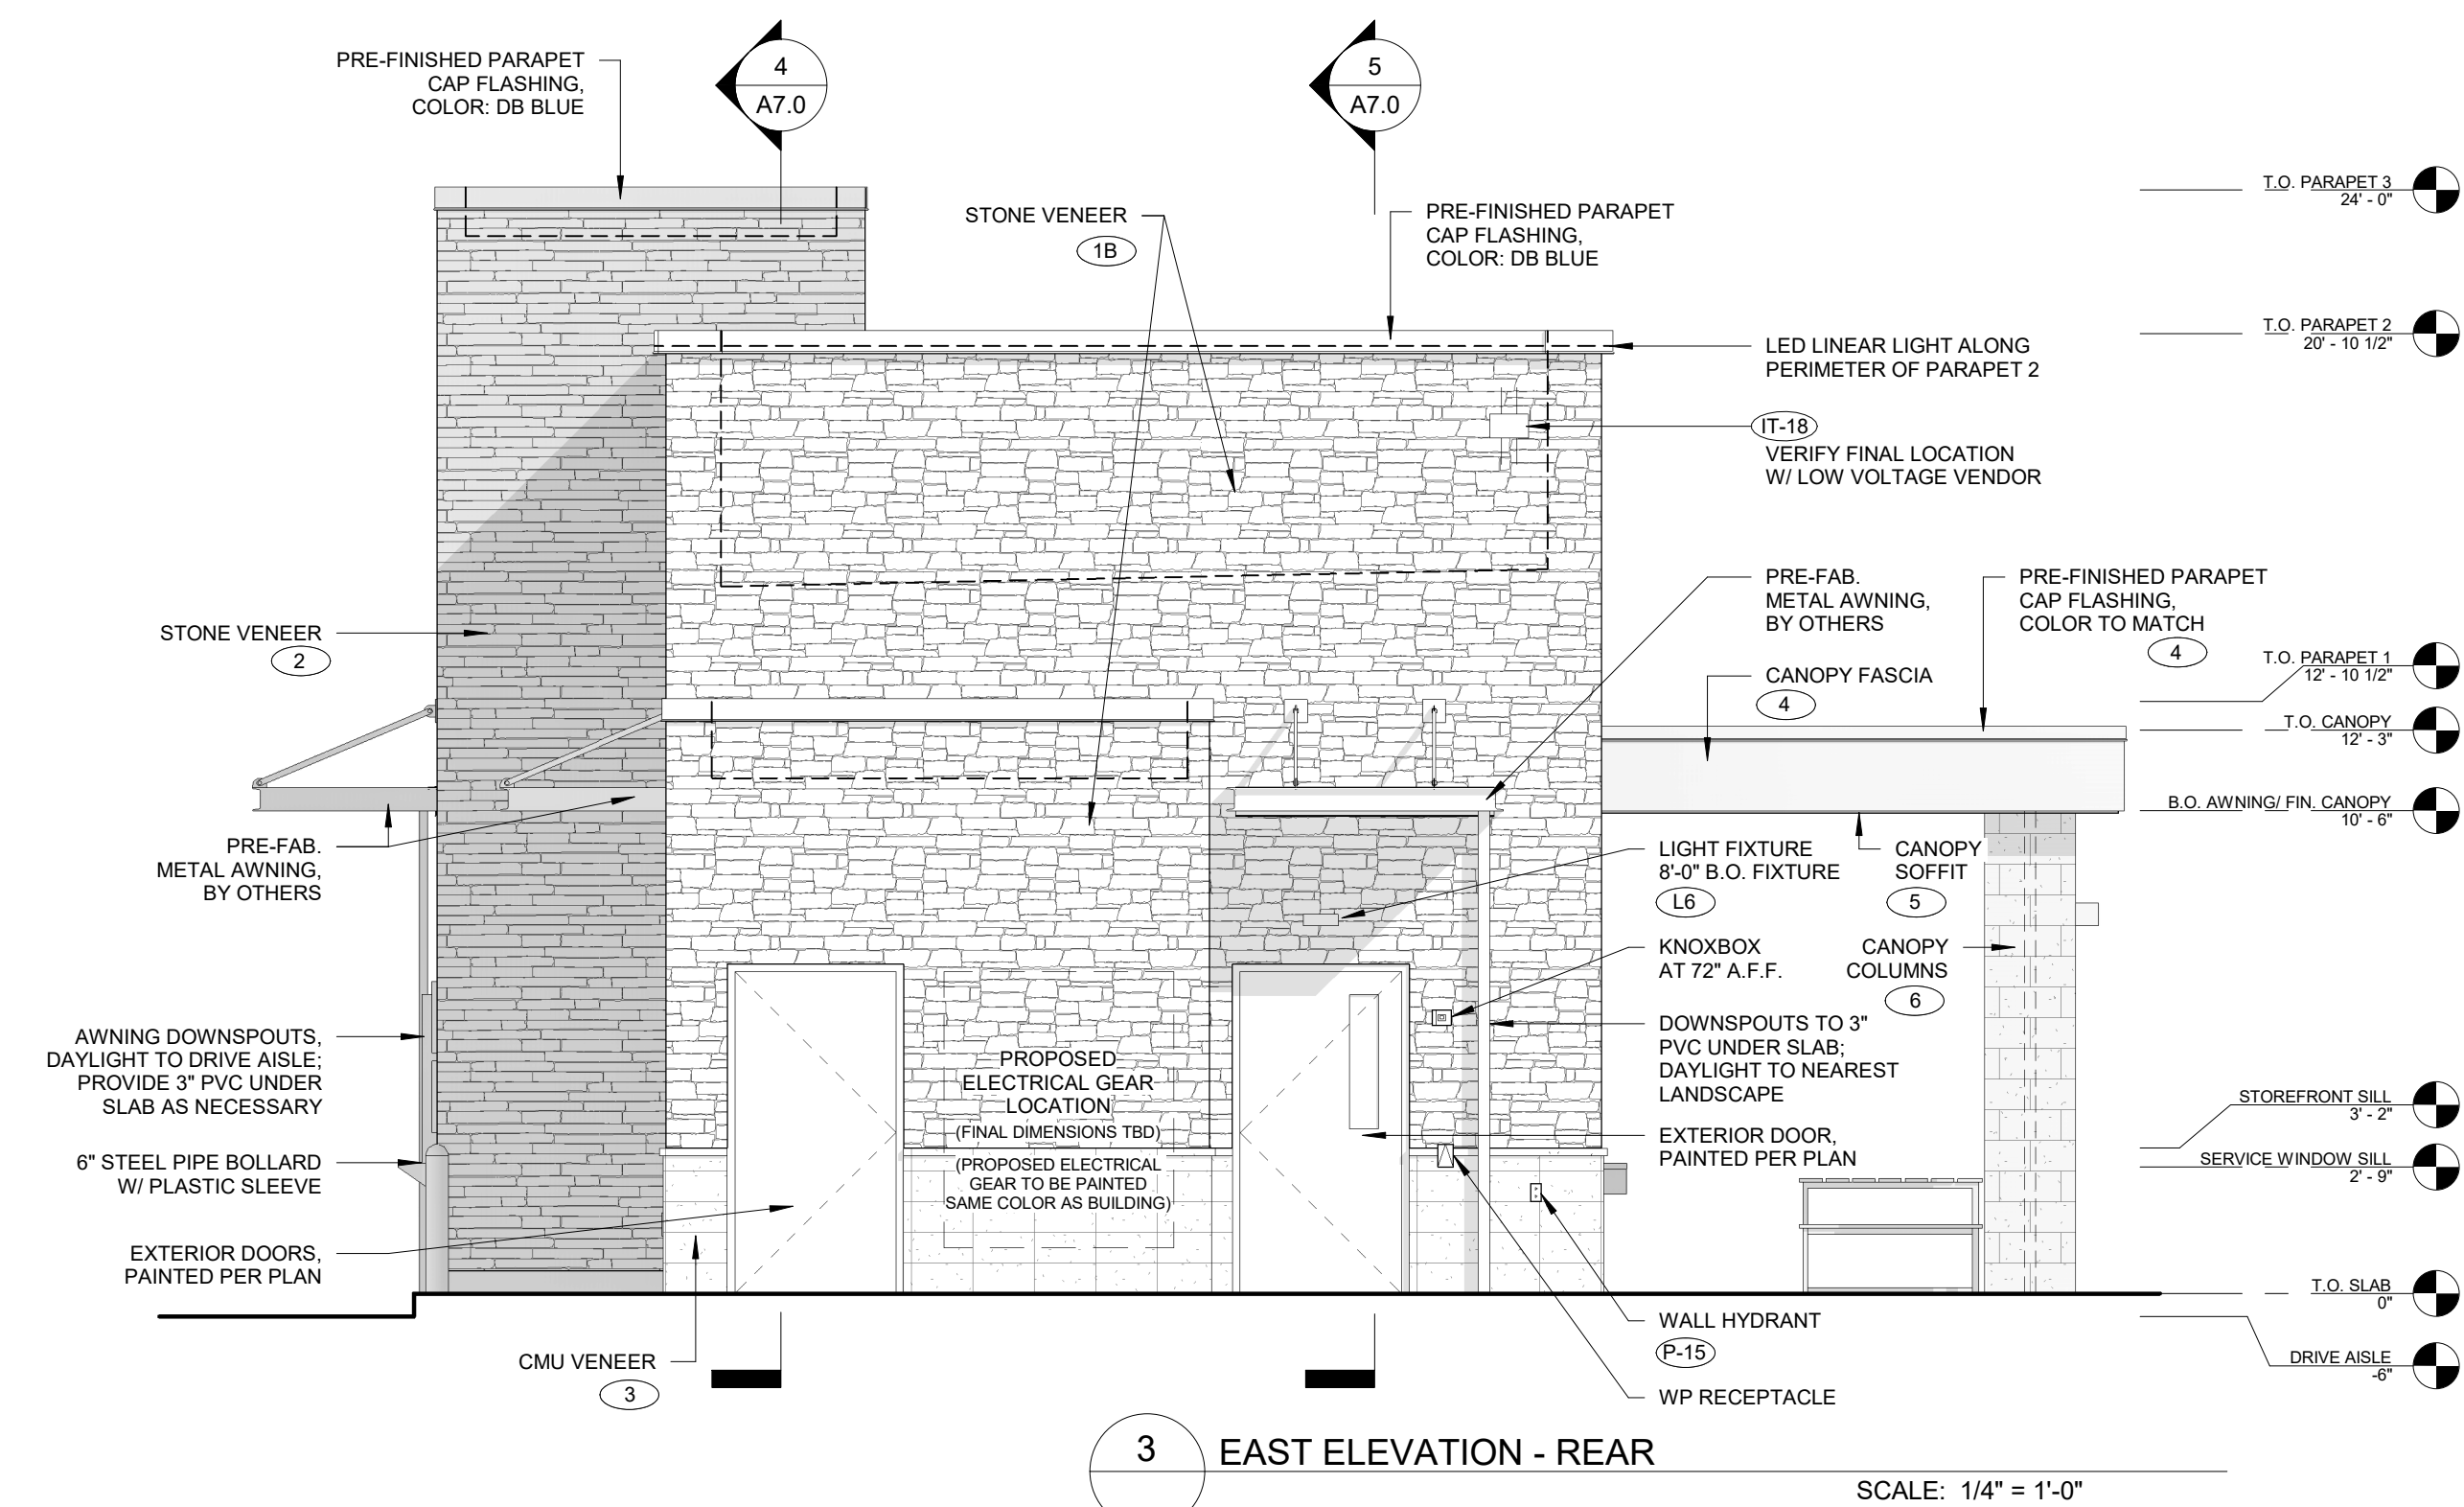 PRE-FINISHED PARAPET
CAP FLASHING,
COLOR: DB BLUE
4
A7.0
5
A7.0
STONE VENEER
1B
PRE-FINISHED PARAPET
CAP FLASHING,
COLOR: DB BLUE
T.O. PARAPET 3
24' - 0"
T.O. PARAPET 2
20' - 10 1/2"
LED LINEAR LIGHT ALONG
PERIMETER OF PARAPET 2
IT-18
VERIFY FINAL LOCATION
W/ LOW VOLTAGE VENDOR
STONE VENEER
2
PRE-FAB.
METAL AWNING,
BY OTHERS
PRE-FINISHED PARAPET
CAP FLASHING,
COLOR TO MATCH
4
CANOPY FASCIA
4
T.O. PARAPET 1
12' - 10 1/2"
T.O. CANOPY
12' - 3"
B.O. AWNING/ FIN. CANOPY
10' - 6"
PRE-FAB.
METAL AWNING,
BY OTHERS
LIGHT FIXTURE
8'-0" B.O. FIXTURE
L6
CANOPY
SOFFIT
5
KNOXBOX
AT 72" A.F.F.
CANOPY
COLUMNS
6
AWNING DOWNSPOUTS,
DAYLIGHT TO DRIVE AISLE;
PROVIDE 3" PVC UNDER
SLAB AS NECESSARY
PROPOSED
ELECTRICAL GEAR
LOCATION
(FINAL DIMENSIONS TBD)
(PROPOSED ELECTRICAL
GEAR TO BE PAINTED
SAME COLOR AS BUILDING)
DOWNSPOUTS TO 3"
PVC UNDER SLAB;
DAYLIGHT TO NEAREST
LANDSCAPE
STOREFRONT SILL
3' - 2"
SERVICE WINDOW SILL
2' - 9"
6" STEEL PIPE BOLLARD
W/ PLASTIC SLEEVE
EXTERIOR DOOR,
PAINTED PER PLAN
EXTERIOR DOORS,
PAINTED PER PLAN
T.O. SLAB
0"
WALL HYDRANT
P-15
DRIVE AISLE
-6"
CMU VENEER
3
WP RECEPTACLE
3
EAST ELEVATION - REAR
SCALE: 1/4" = 1'-0"